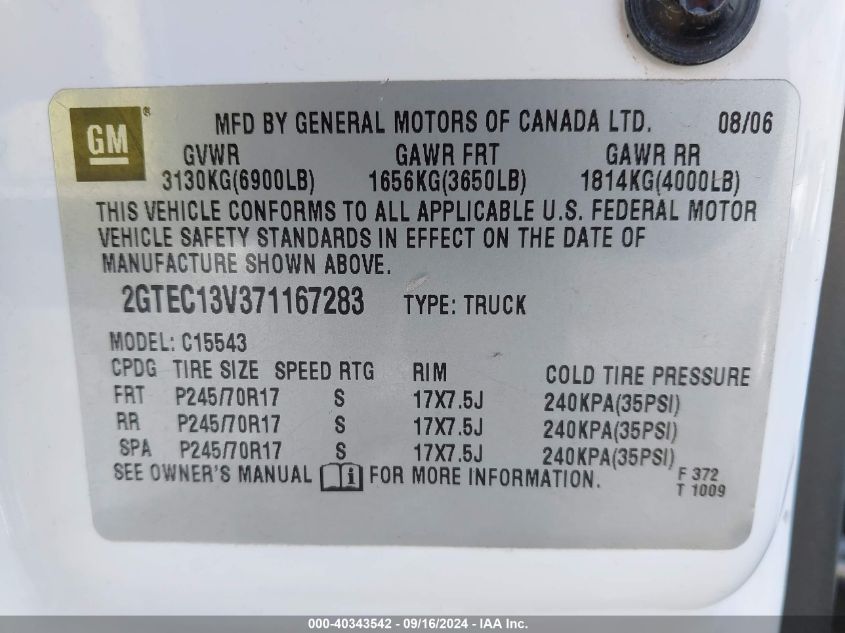 GM ®
MFD BY GENERAL MOTORS OF CANADA LTD. 08/06
GVWR GAWR FRT GAWR RR
3130KG(6900LB) 1656KG(3650LB) 1814KG(4000LB)
THIS VEHICLE CONFORMS TO ALL APPLICABLE U.S. FEDERAL MOTOR
VEHICLE SAFETY STANDARDS IN EFFECT ON THE DATE OF
MANUFACTURE SHOWN ABOVE.
2GTEC13V371167283 TYPE: TRUCK
MODEL: C15543
CPDG TIRE SIZE SPEED RTG RIM COLD TIRE PRESSURE
FRT P245/70R17 S 17X7.5J 240KPA(35PSI)
RR P245/70R17 S 17X7.5J 240KPA(35PSI)
SPA P245/70R17 S 17X7.5J 240KPA(35PSI)
SEE OWNER'S MANUAL i FOR MORE INFORMATION.
F 372
T 1009
000-40343542 - 09/16/2024 - IAA Inc.